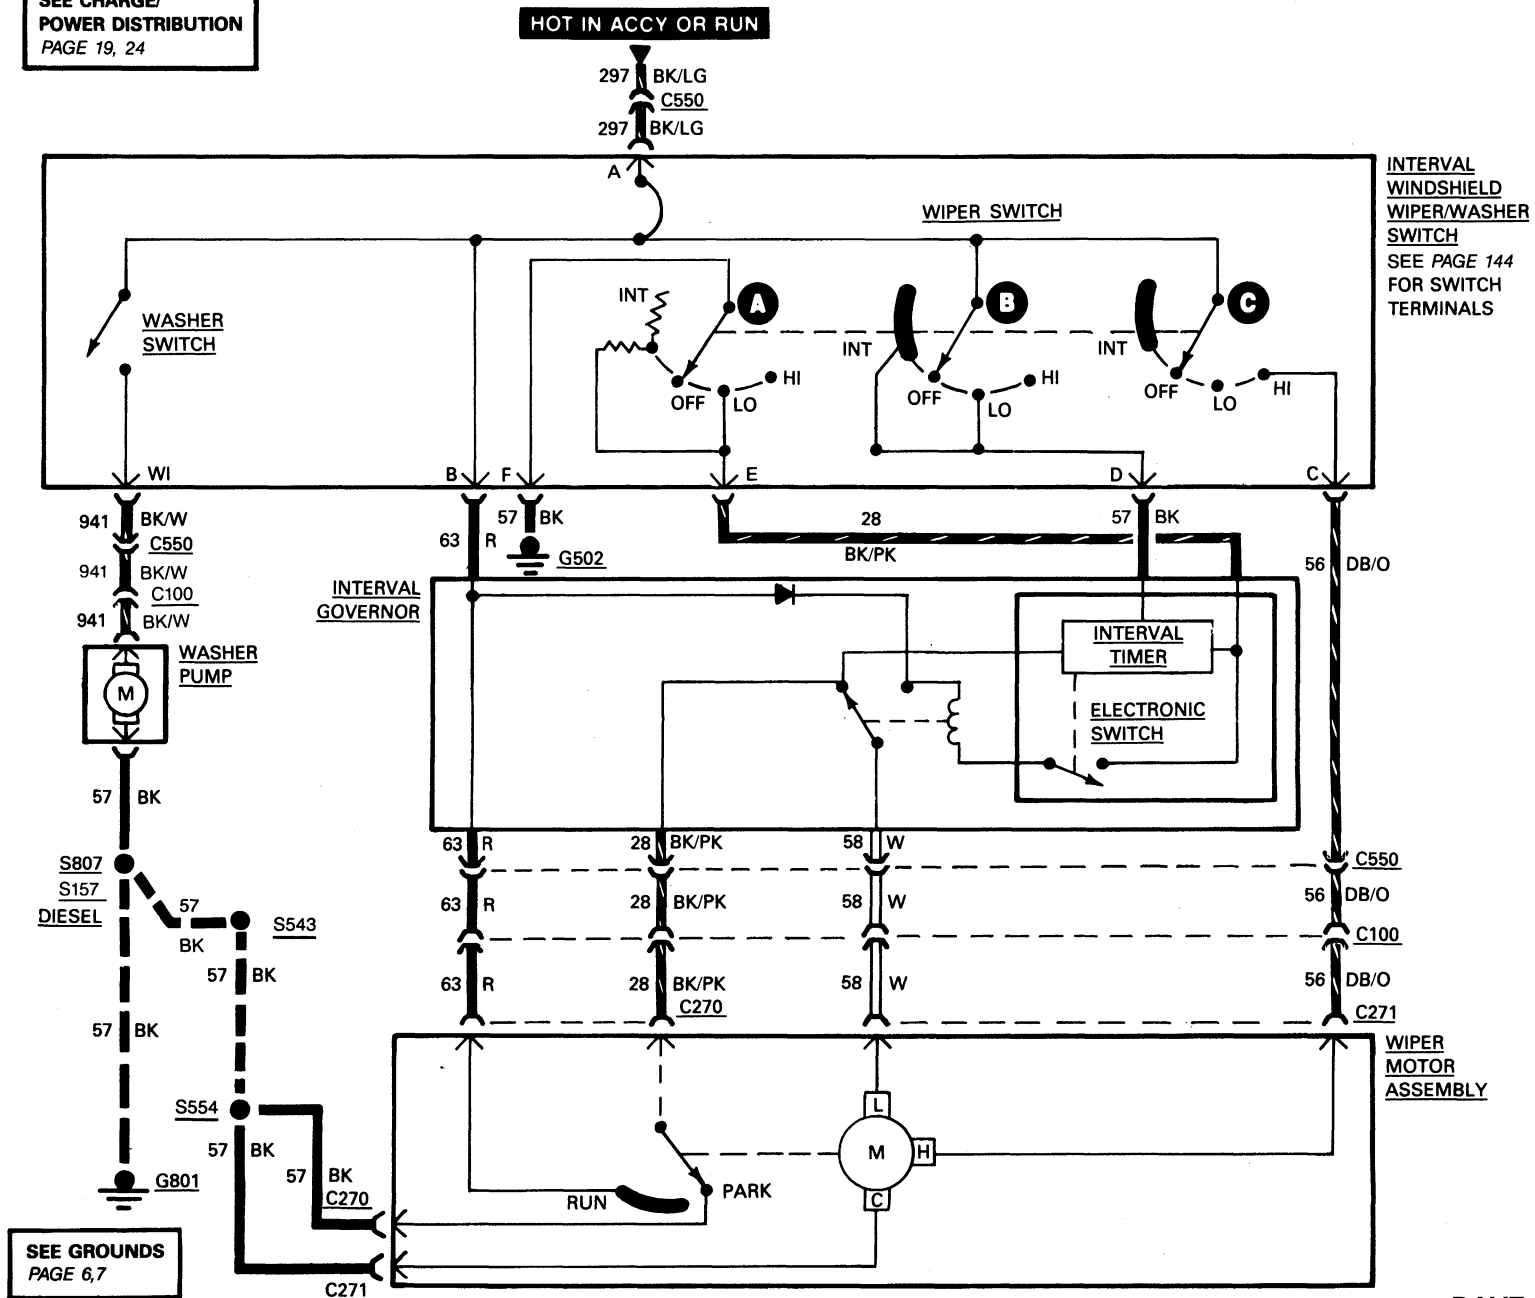 SEE CHARGE/
POWER DISTRIBUTION
PAGE 19, 24
HOT IN ACCY OR RUN
297 BK/LG
C550
297 BK/LG
A
INTERVAL
WINDSHIELD
WIPER/WASHER
SWITCH
SEE PAGE 144
FOR SWITCH
TERMINALS
WIPER SWITCH
WASHER
SWITCH
INT
A
OFF
LO
HI
INT
B
OFF
LO
HI
INT
C
OFF
LO
HI
WI
B
F
E
D
C
941 BK/W
C550
941 BK/W
C100
941 BK/W
63 R
57 BK
G502
28
BK/PK
57 BK
56 DB/O
INTERVAL
GOVERNOR
WASHER
PUMP
M
INTERVAL
TIMER
ELECTRONIC
SWITCH
57 BK
63 R
28 BK/PK
58 W
C550
S807
S157
DIESEL
57
BK
S543
63 R
28 BK/PK
58 W
56 DB/O
C100
57 BK
63 R
28 BK/PK
58 W
56 DB/O
C270
C271
57 BK
WIPER
MOTOR
ASSEMBLY
S554
57 BK
57 BK
C270
L
M
H
C
RUN
PARK
G801
SEE GROUNDS
PAGE 6,7
C271